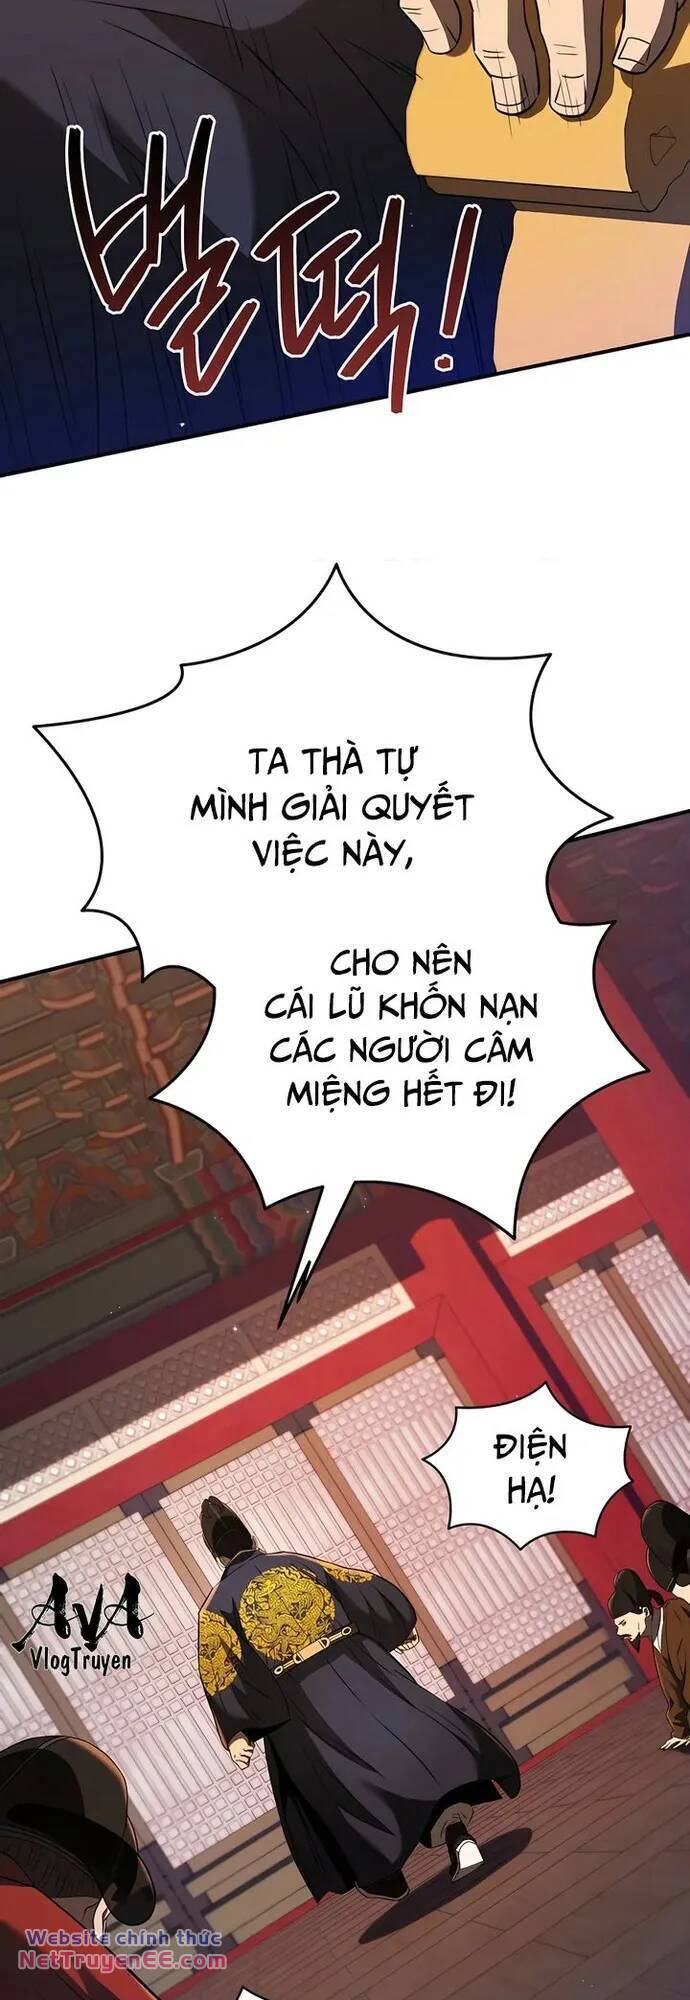 벌떡!
TA THÀ TỰ
MÌNH GIẢI QUYẾT
VIỆC NÀY,
CHO NÊN
CÁI LŨ KHỐN NẠN
CÁC NGƯỜI CÂM
MIỆNG HẾT ĐI!
ĐIỆN
HẠ!
AVA
VlogTruyen
Website chính thức
NetTruyenEE.com